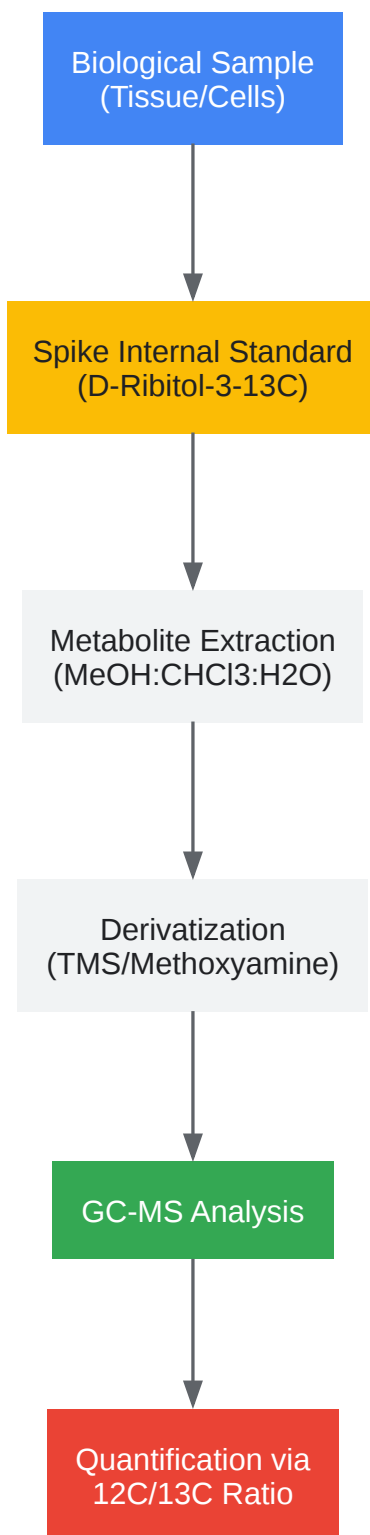 Biological Sample
(Tissue/Cells)
Spike Internal Standard
(D-Ribitol-3-13C)
Metabolite Extraction
(MeOH:CHCl3:H2O)
Derivatization
(TMS/Methoxyamine)
GC-MS Analysis
Quantification via
12C/13C Ratio